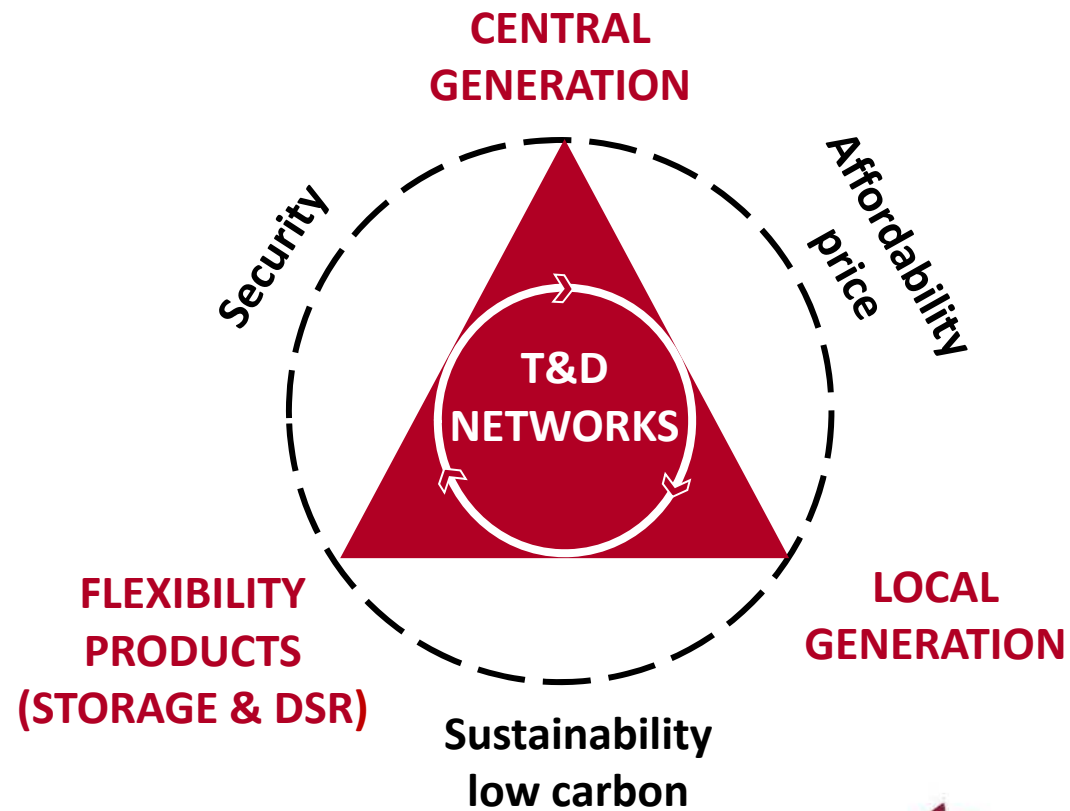 CENTRAL
GENERATION
Security
Affordability
price
T&D
NETWORKS
FLEXIBILITY
PRODUCTS
(STORAGE & DSR)
LOCAL
GENERATION
Sustainability
low carbon